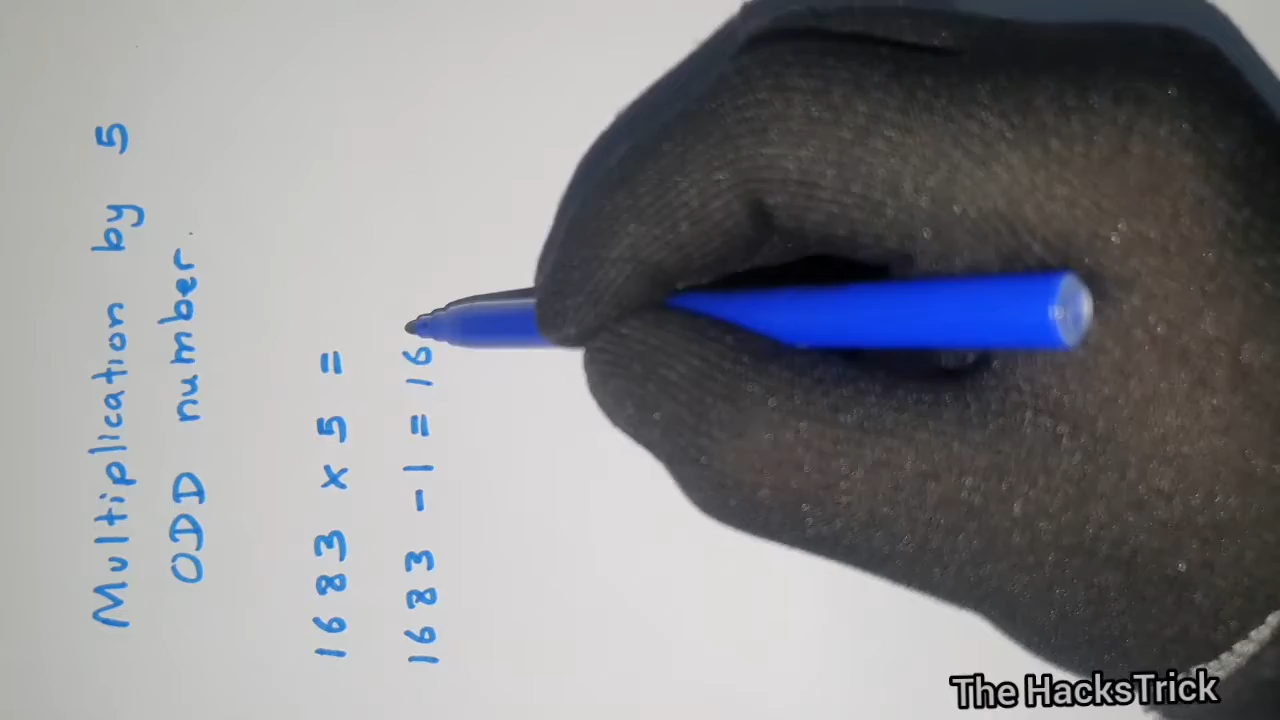 Multiplication by 5
ODD number
1683 × 5 =
1683 - 1 = 16
The HacksTrick